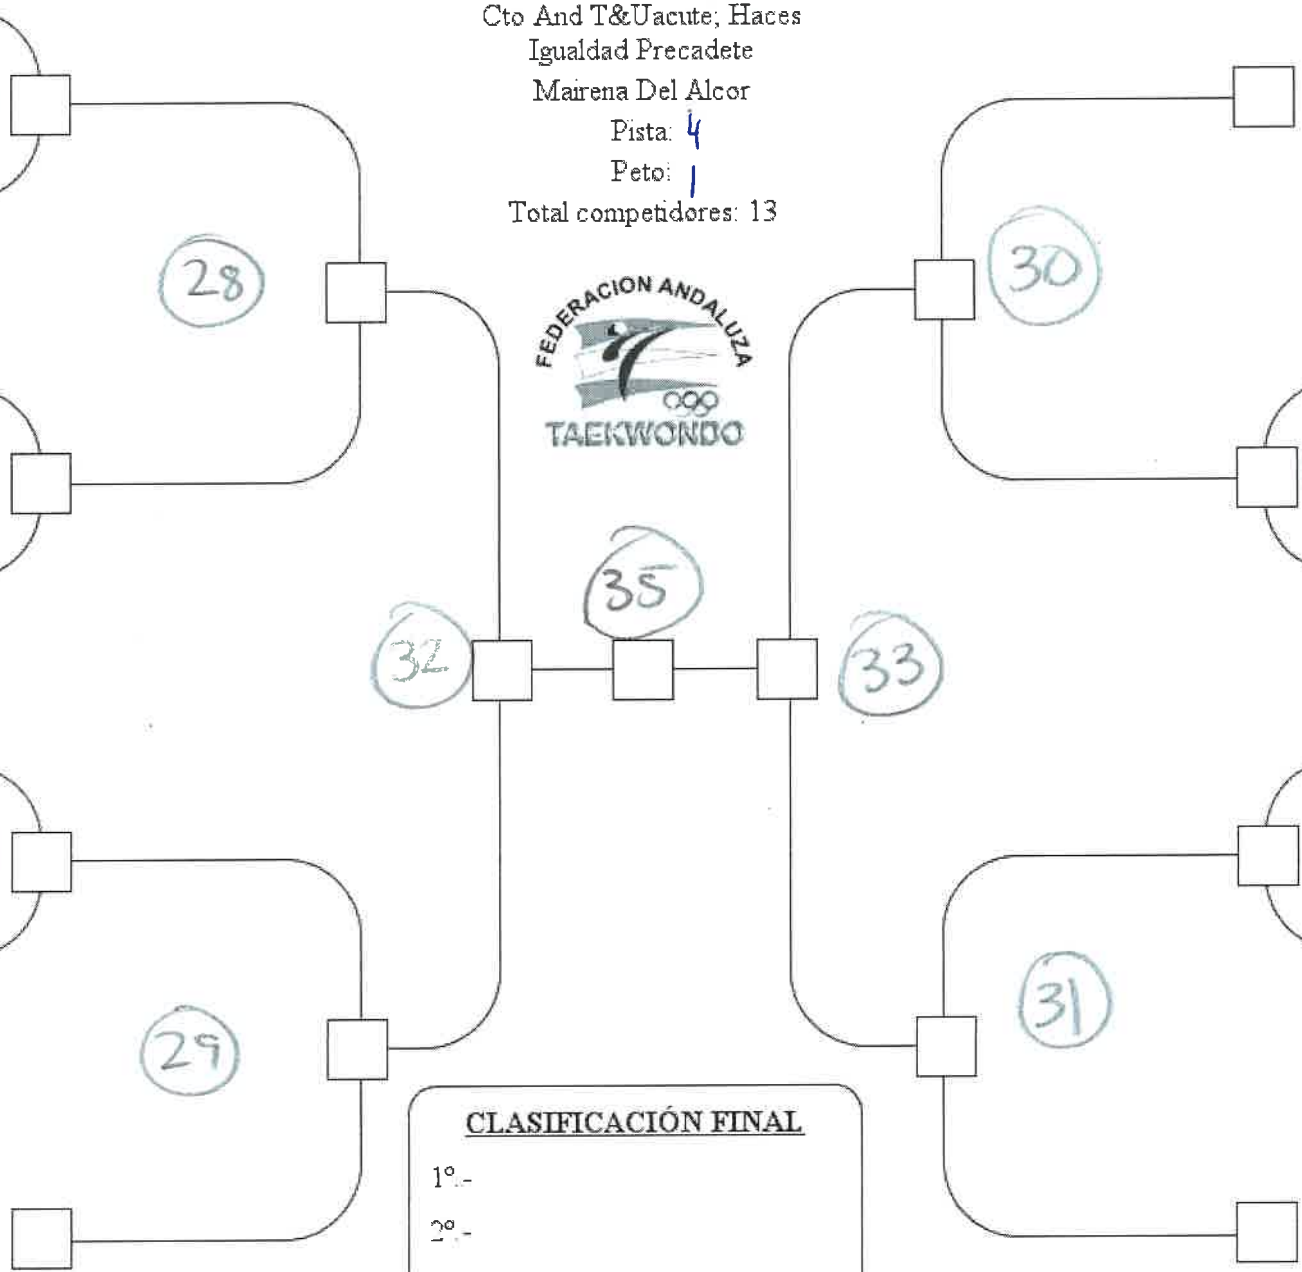 Cto And T&Uacute; Haces
Igualdad Precadete
Mairena Del Alcor
Pista: 4
Peto: 1
Total competidores: 13
28
30
FEDERACION ANDALUZA
TAEKWONDO
35
32
33
29
31
CLASIFICACIÓN FINAL
1º.-
2º.-